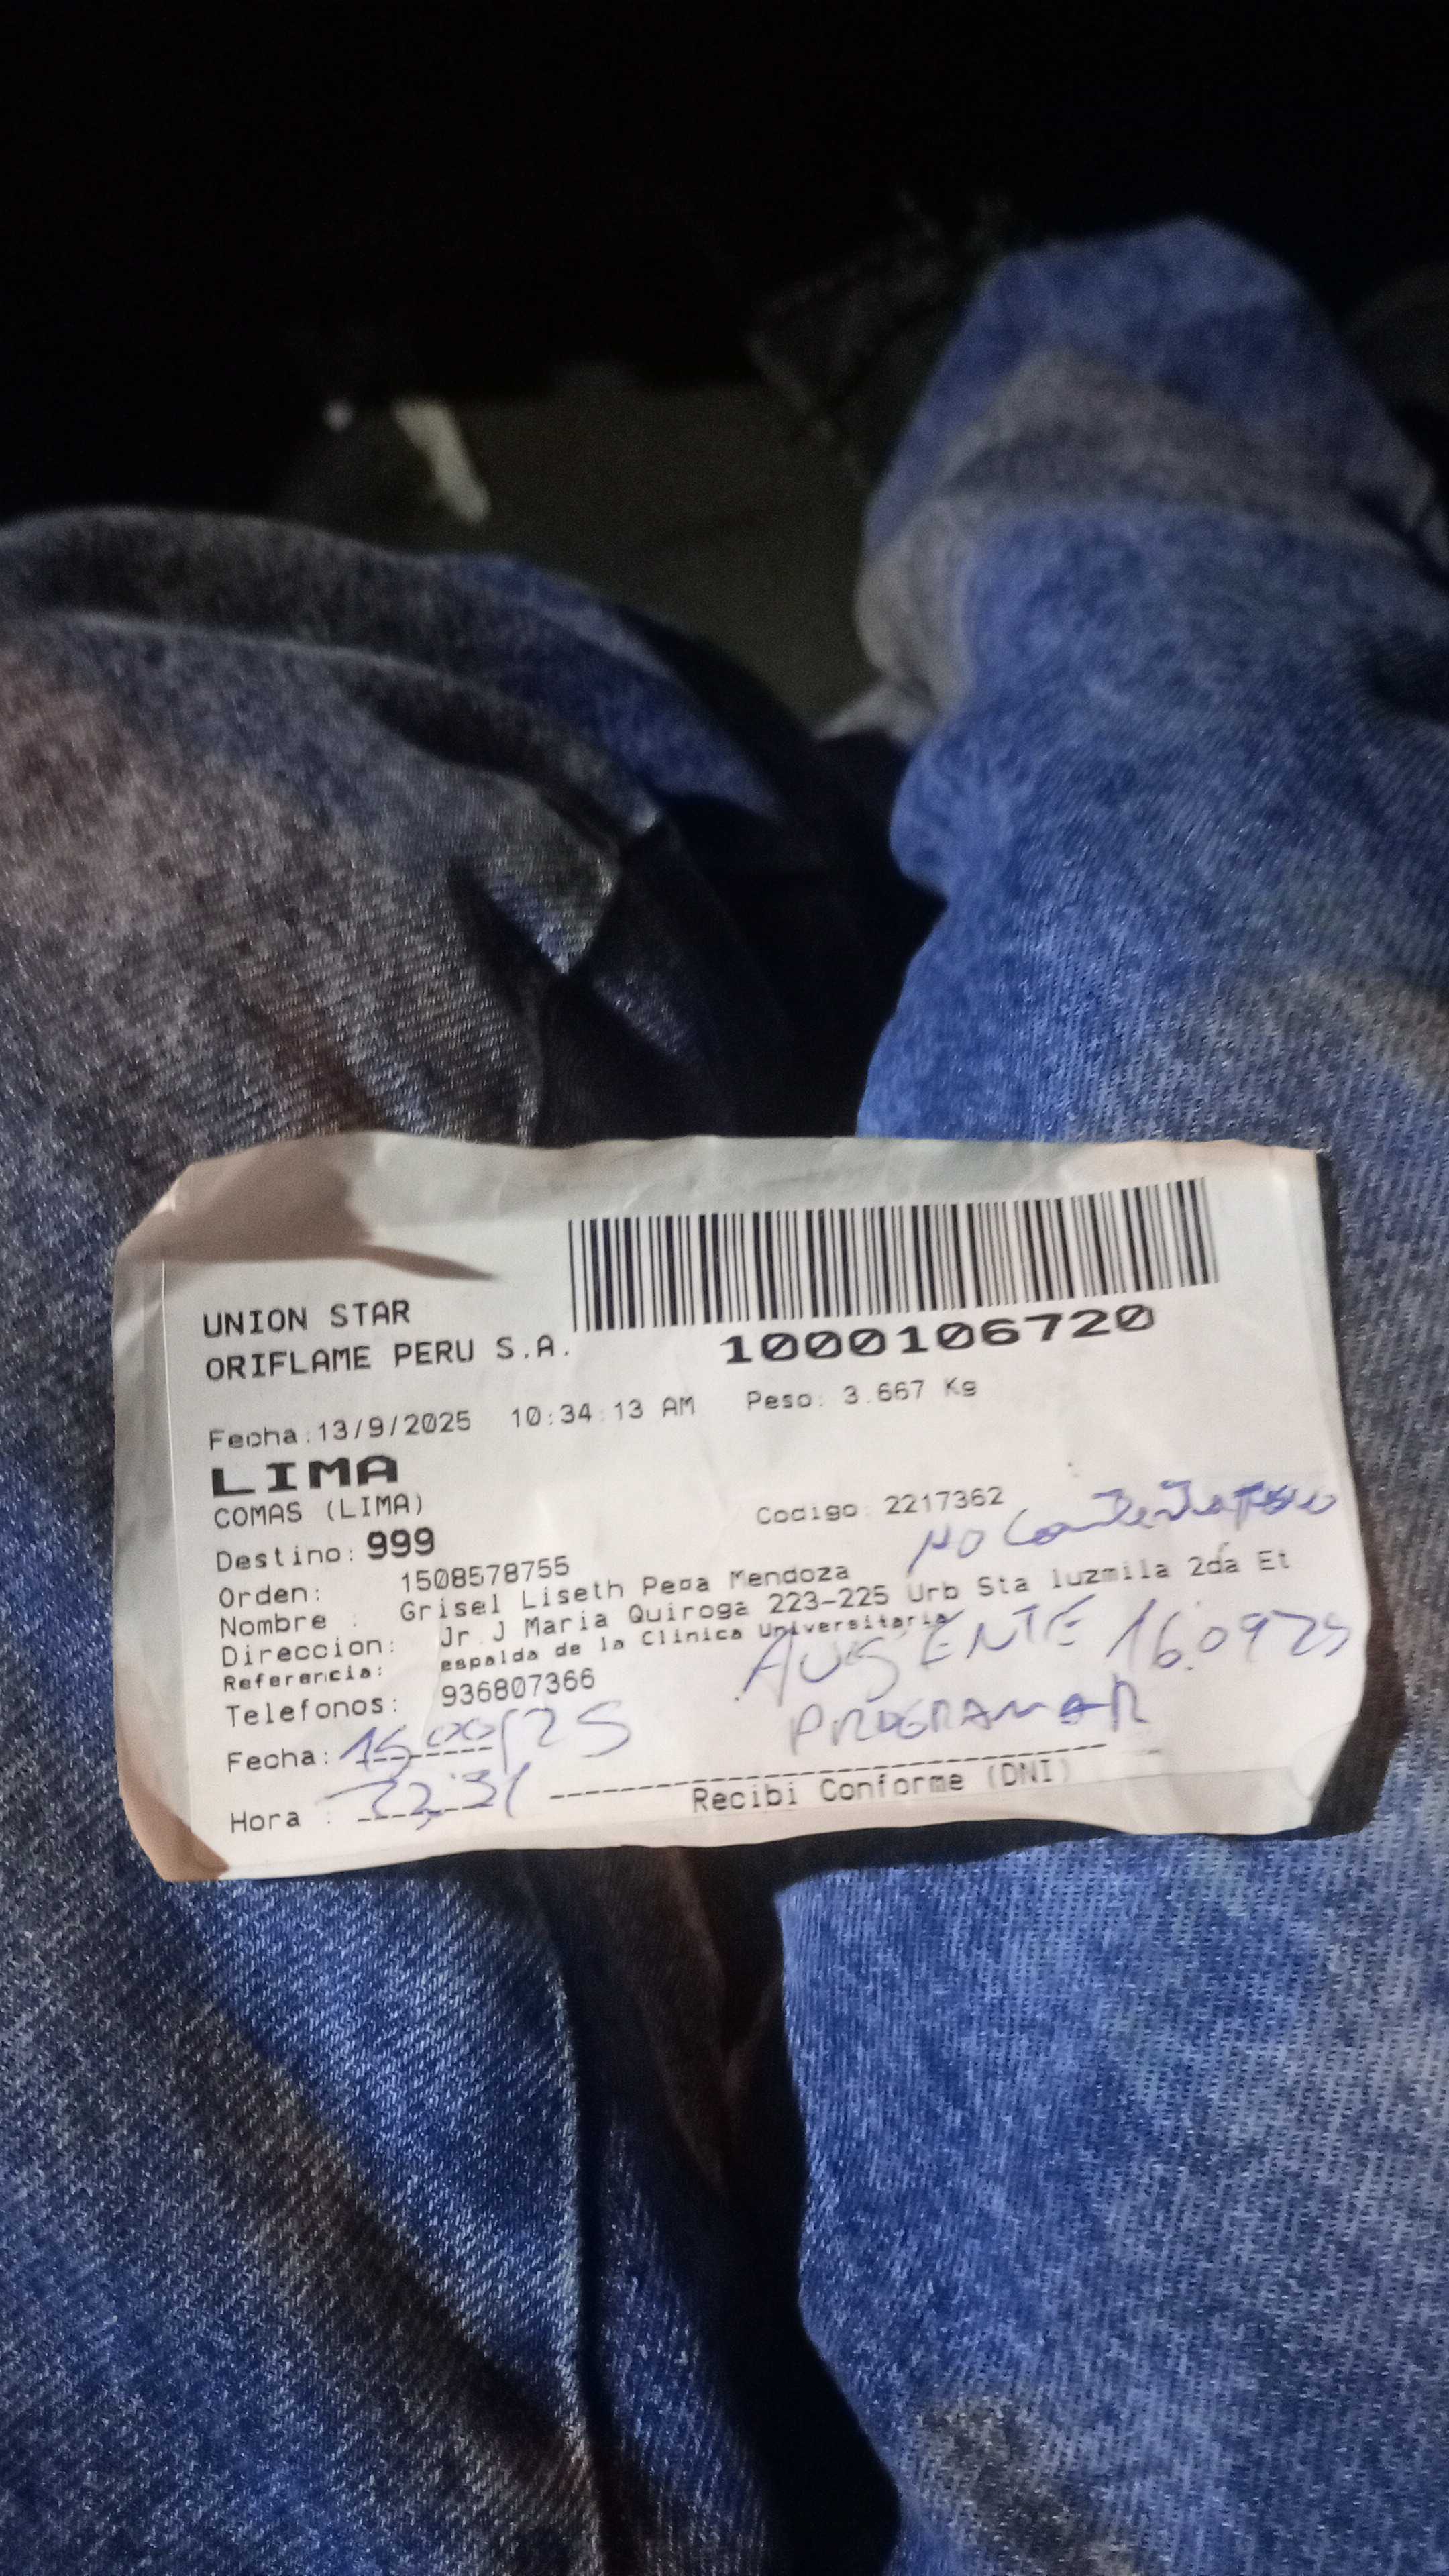 UNION STAR
ORIFLAME PERU S.A.
1000106720
Fecha:13/9/2025 10:34:13 AM Peso: 3.667 Kg
LIMA
COMAS (LIMA)
Codigo: 2217362
Destino: 999
NO
Orden: 1508578755
Nombre : Grisel Liseth Pepa Mendoza
Direccion: Jr J Maria Quiroga 223-225 Urb Sta luzmila 2da Et
Referencia: espalda de la Clinica Universitaria
AUSENTE 16.0925
Telefonos: 936807366
PROGRAMAR
Fecha:
Hora :
Recibi Conforme (DNI)